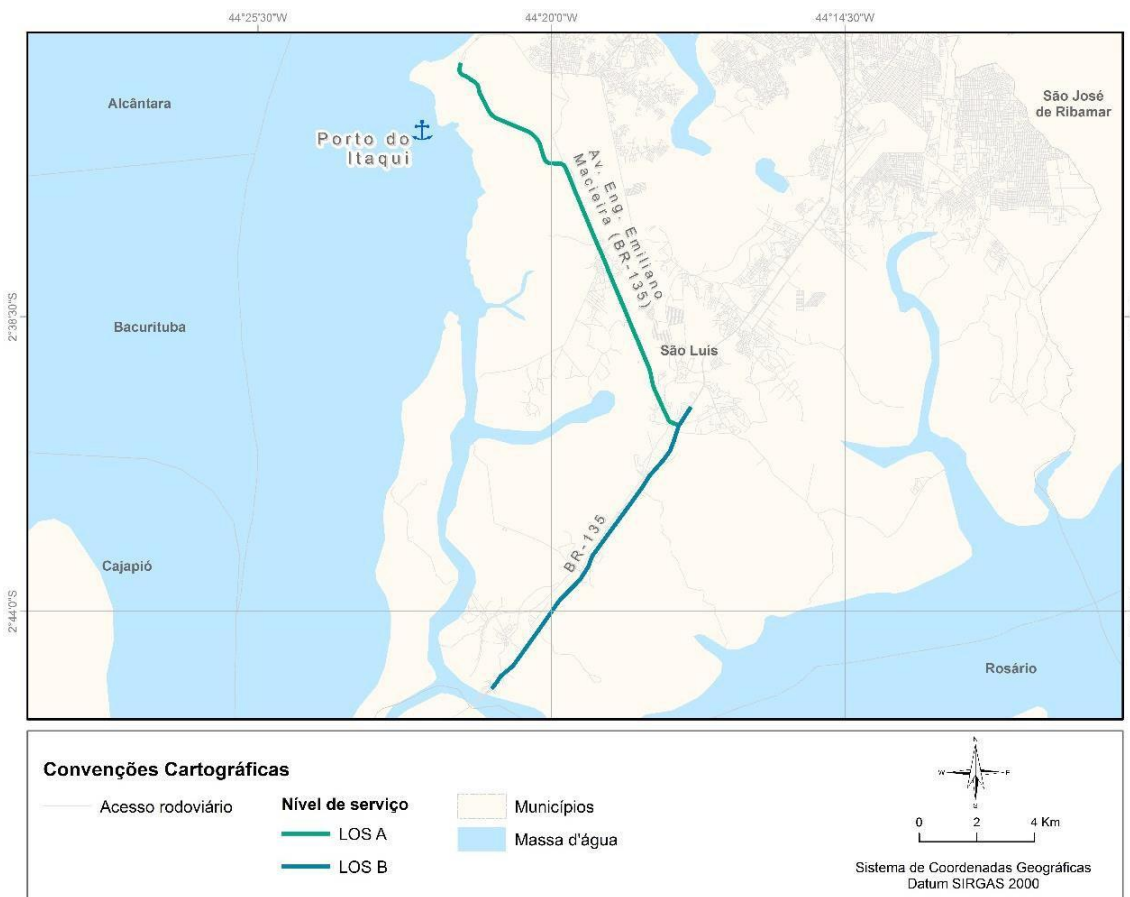 44°25'30"W
44°20'0"W
44°14'30"W
Alcântara
São José
de Ribamar
Porto do
Itaqui
Av. Eng. Emiliano
Macieira (BR-135)
2°38'30"S
Bacurituba
São Luís
BR-135
Cajapió
2°44'0"S
Rosário
Convenções Cartográficas
Acesso rodoviário
Nível de serviço
LOS A
LOS B
Municípios
Massa d'água
N
W
0 2 4 Km
Sistema de Coordenadas Geográficas
Datum SIRGAS 2000